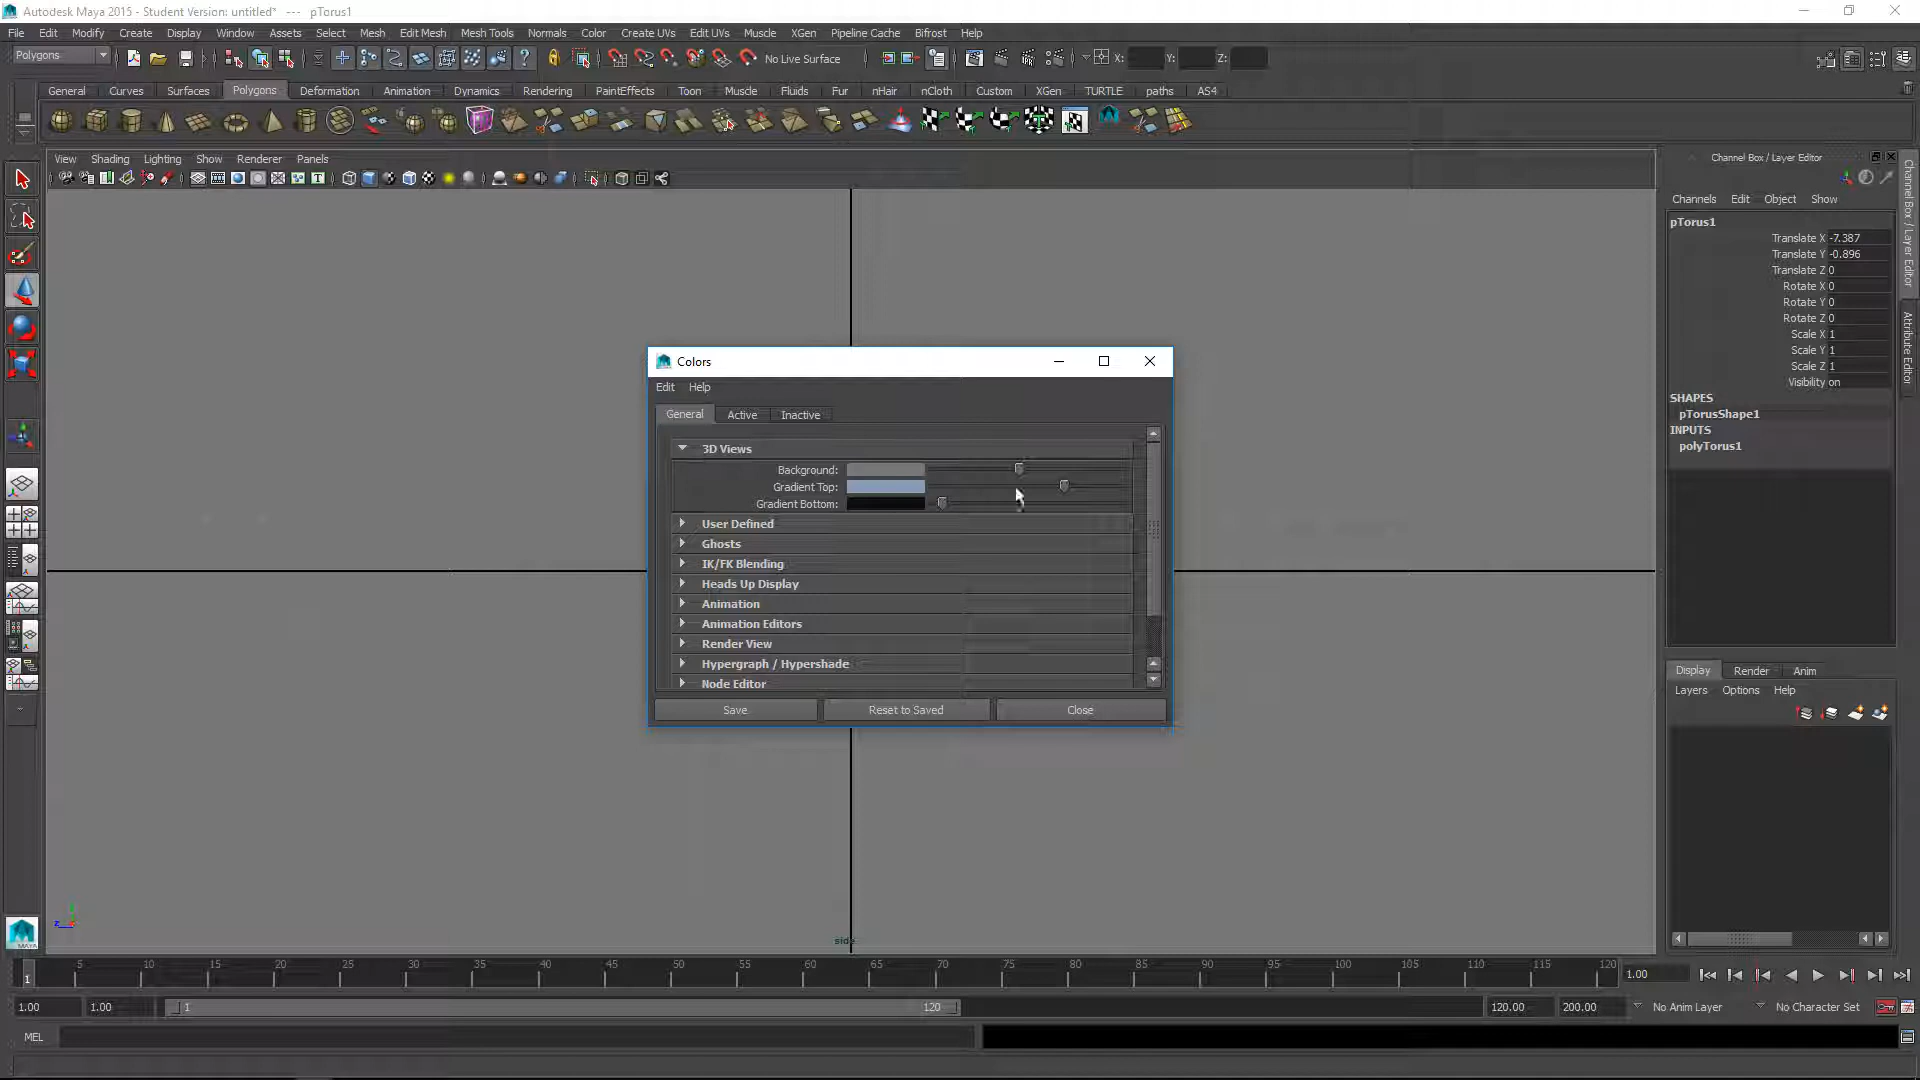 Autodesk Maya 2015 - Student Version: untitled* --- pTorus1
File Edit Modify Create Display Window Assets Select Mesh Edit Mesh Mesh Tools Normals Color Create UVs Edit UVs Muscle XGen Pipeline Cache Bifrost Help
Polygons No Live Surface X: Y: Z:
General Curves Surfaces Polygons Deformation Animation Dynamics Rendering PaintEffects Toon Muscle Fluids Fur nHair nCloth Custom XGen TURTLE paths AS4
View Shading Lighting Show Renderer Panels
Channel Box / Layer Editor
Channels Edit Object Show
pTorus1
Translate X -7.387
Translate Y -0.896
Translate Z 0
Rotate X 0
Rotate Y 0
Rotate Z 0
Scale X 1
Scale Y 1
Scale Z 1
Visibility on
SHAPES
pTorusShape1
INPUTS
polyTorus1
Channel Box / Layer Editor
Attribute Editor
Colors
Edit Help
General Active Inactive
3D Views
Background:
Gradient Top:
Gradient Bottom:
User Defined
Ghosts
IK/FK Blending
Heads Up Display
Animation
Animation Editors
Render View
Hypergraph / Hypershade
Node Editor
Save Reset to Saved Close
Display Render Anim
Layers Options Help
side
MAYA
1 5 10 15 20 25 30 35 40 45 50 55 60 65 70 75 80 85 90 95 100 105 110 115 120 1.00
1.00 1.00 1 120 120.00 200.00 No Anim Layer No Character Set
MEL